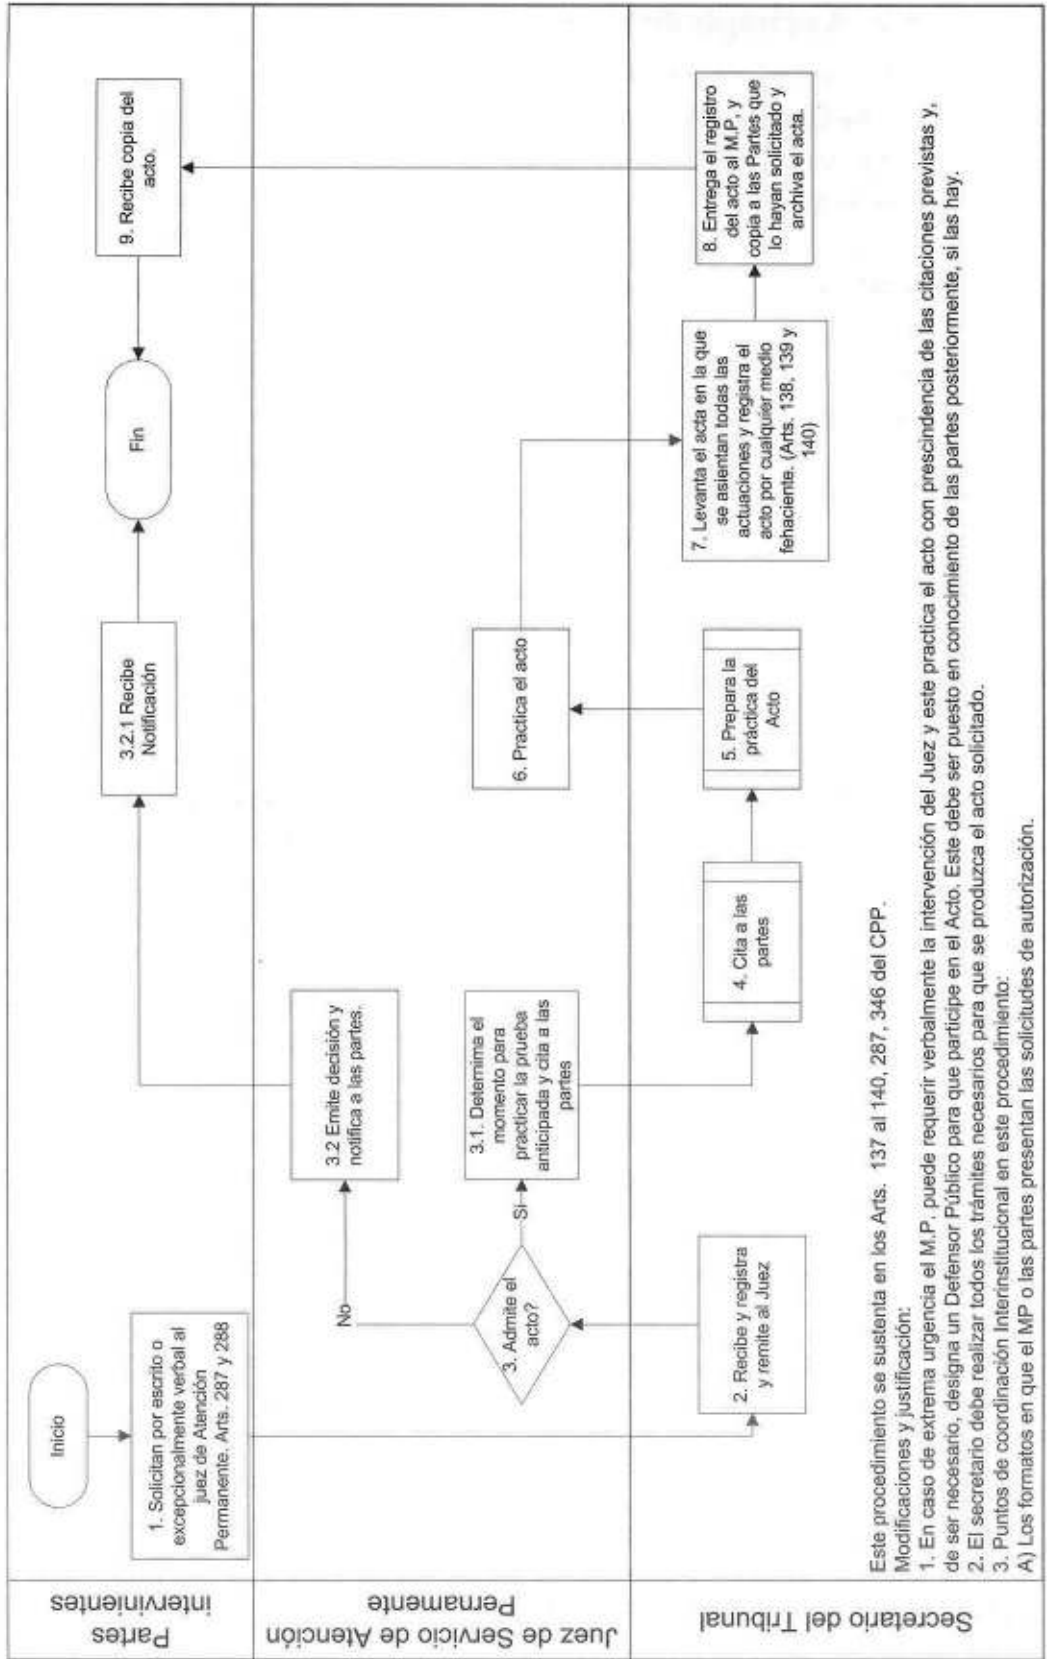 Partes
intervinientes
Juez de Servicio de Atención
Pernamente
Secretario del Tribunal
Inicio
1. Solicitan por escrito o
excepcionalmente verbal al
juez de Atención
Permanente. Arts. 287 y 288
2. Recibe y registra
y remite al Juez
3. Admite el
acto?
No
Si
3.2 Emite decisión y
notifica a las partes.
3.1. Determima el
momento para
practicar la prueba
anticipada y cita a las
partes
3.2.1 Recibe
Notificación
4. Cita a las
partes
5. Prepara la
práctica del
Acto
6. Practica el acto
7. Levanta el acta en la que
se asientan todas las
actuaciones y registra el
acto por cualquier medio
fehaciente. (Arts. 138, 139 y
140)
8. Entrega el registro
del acto al M.P, y
copia a las Partes que
lo hayan solicitado y
archiva el acta.
9. Recibe copia del
acto.
Fin
Este procedimiento se sustenta en los Arts. 137 al 140, 287, 346 del CPP.
Modificaciones y justificación:
1. En caso de extrema urgencia el M.P, puede requerir verbalmente la intervención del Juez y este practica el acto con prescindencia de las citaciones previstas y,
de ser necesario, designa un Defensor Público para que participe en el Acto. Este debe ser puesto en conocimiento de las partes posteriormente, si las hay.
2. El secretario debe realizar todos los trámites necesarios para que se produzca el acto solicitado.
3. Puntos de coordinación Interinstitucional en este procedimiento:
A) Los formatos en que el MP o las partes presentan las solicitudes de autorización.